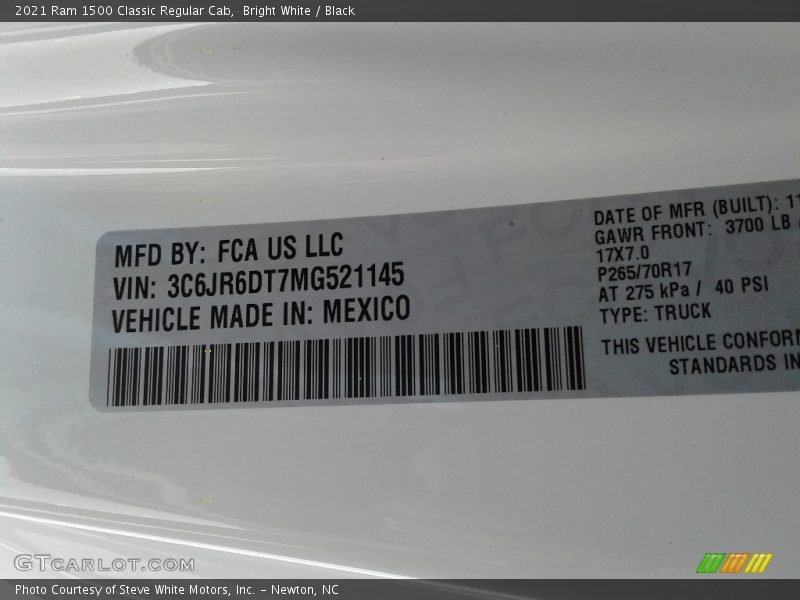 2021 Ram 1500 Classic Regular Cab, Bright White / Black
MFD BY: FCA US LLC
VIN: 3C6JR6DT7MG521145
VEHICLE MADE IN: MEXICO
DATE OF MFR (BUILT): 11
GAWR FRONT: 3700 LB
17X7.0
P265/70R17
AT 275 kPa / 40 PSI
TYPE: TRUCK
THIS VEHICLE CONFORM
STANDARDS IN
GTCARLOT.COM
Photo Courtesy of Steve White Motors, Inc. – Newton, NC